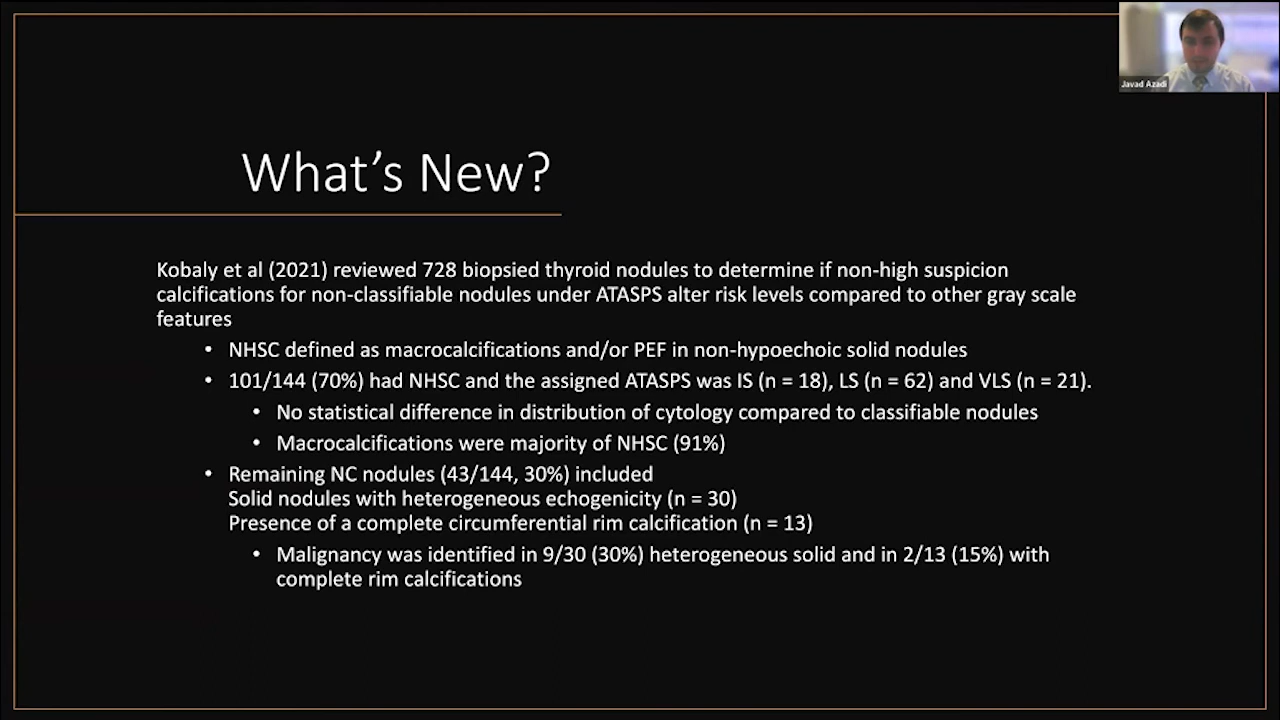 Javad Azadi
What's New?
Kobaly et al (2021) reviewed 728 biopsied thyroid nodules to determine if non-high suspicion
calcifications for non-classifiable nodules under ATASPS alter risk levels compared to other gray scale
features
• NHSC defined as macrocalcifications and/or PEF in non-hypoechoic solid nodules
• 101/144 (70%) had NHSC and the assigned ATASPS was IS (n = 18), LS (n = 62) and VLS (n = 21).
• No statistical difference in distribution of cytology compared to classifiable nodules
• Macrocalcifications were majority of NHSC (91%)
• Remaining NC nodules (43/144, 30%) included
Solid nodules with heterogeneous echogenicity (n = 30)
Presence of a complete circumferential rim calcification (n = 13)
• Malignancy was identified in 9/30 (30%) heterogeneous solid and in 2/13 (15%) with
complete rim calcifications